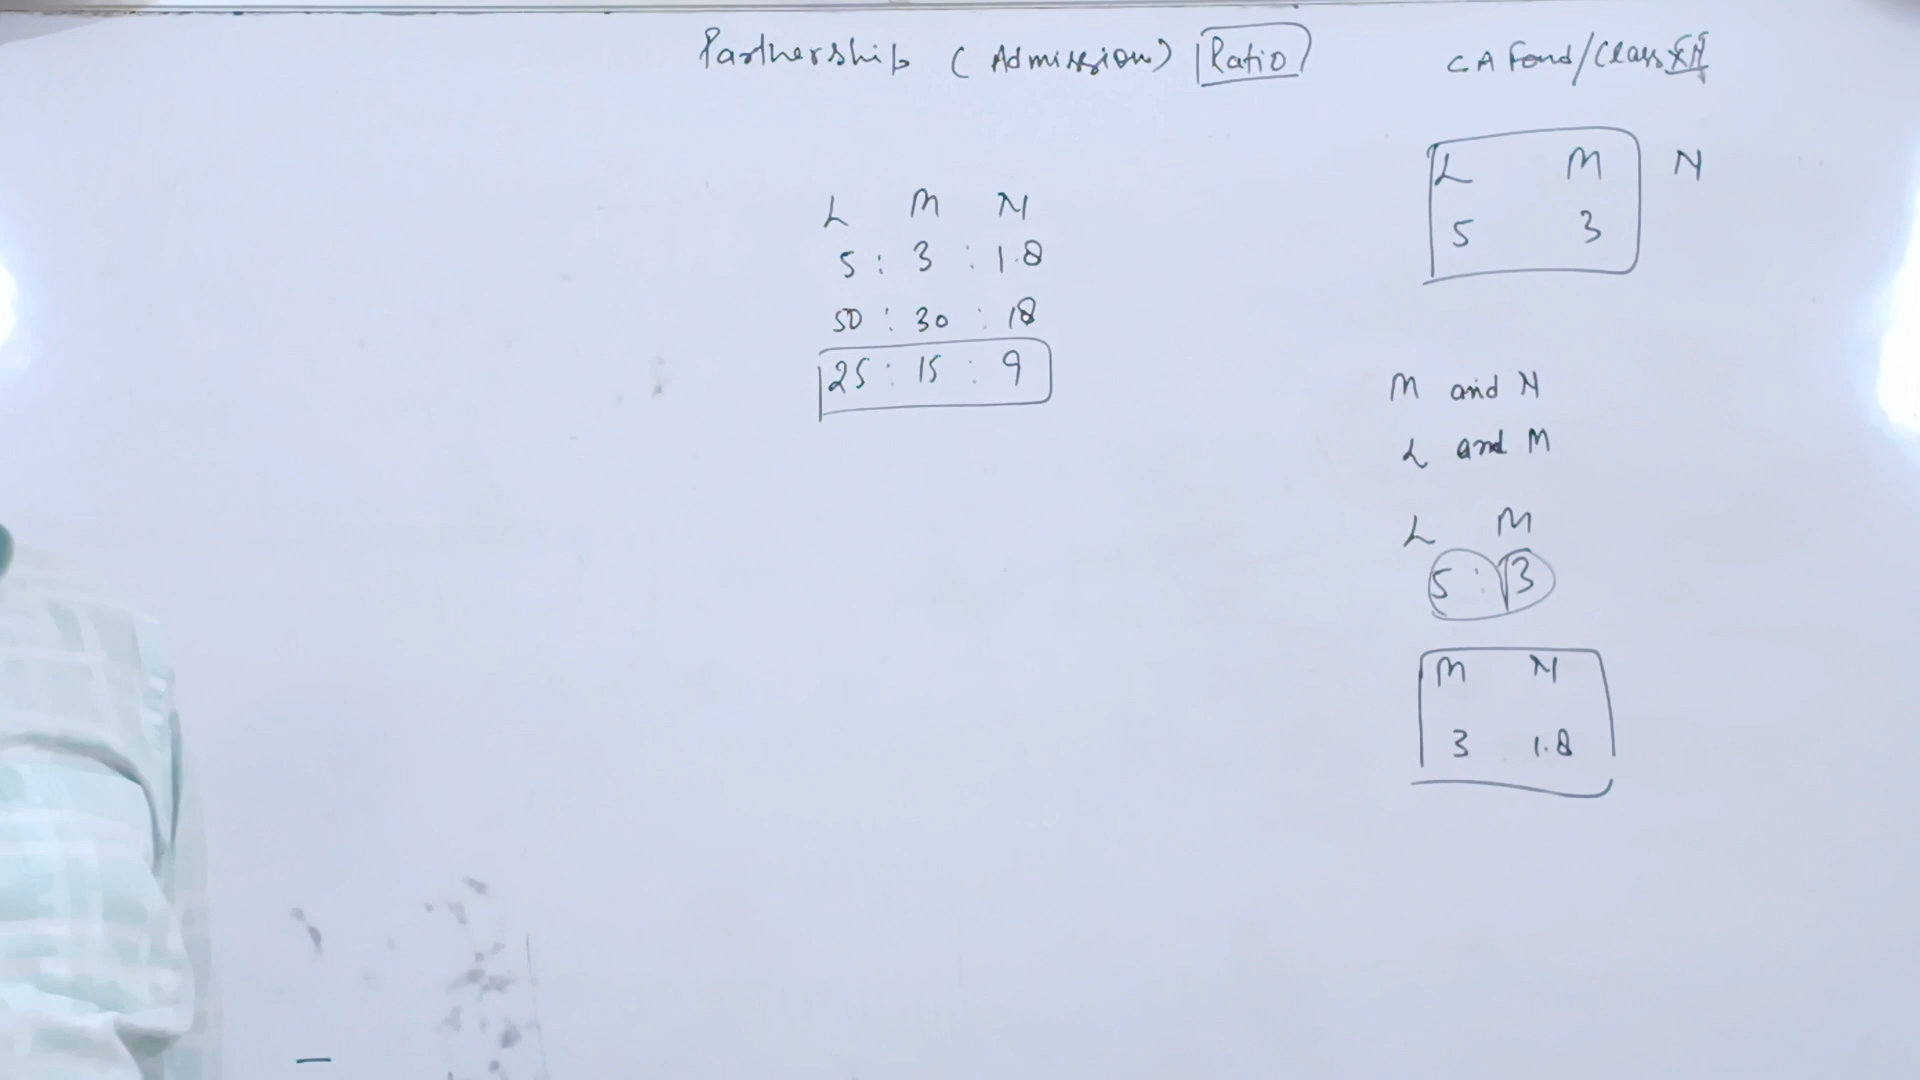 Partnership (Admission) Ratio
CA Found/Class XII
L M N
5 : 3 : 1.8
50 : 30 : 18
25 : 15 : 9
L M N
5 3
M and N
L and M
L M
5 : 3
M N
3 1.8